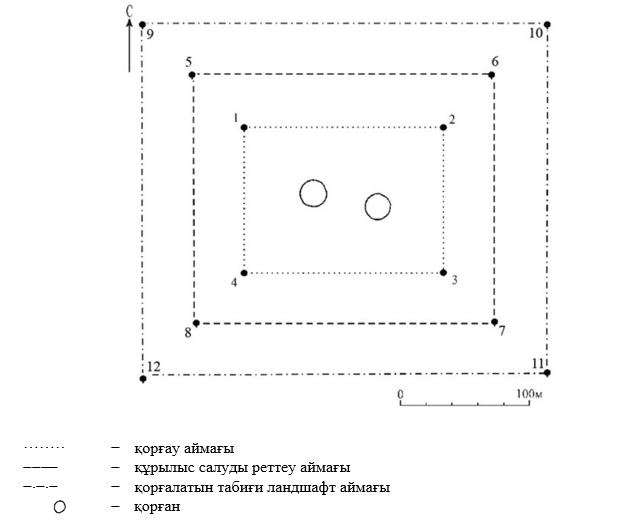 С
9
10
5
6
1
2
4
3
8
7
12
11
0 100м
– қорғау аймағы
– құрылыс салуды реттеу аймағы
– қорғалатын табиғи ландшафт аймағы
– қорған